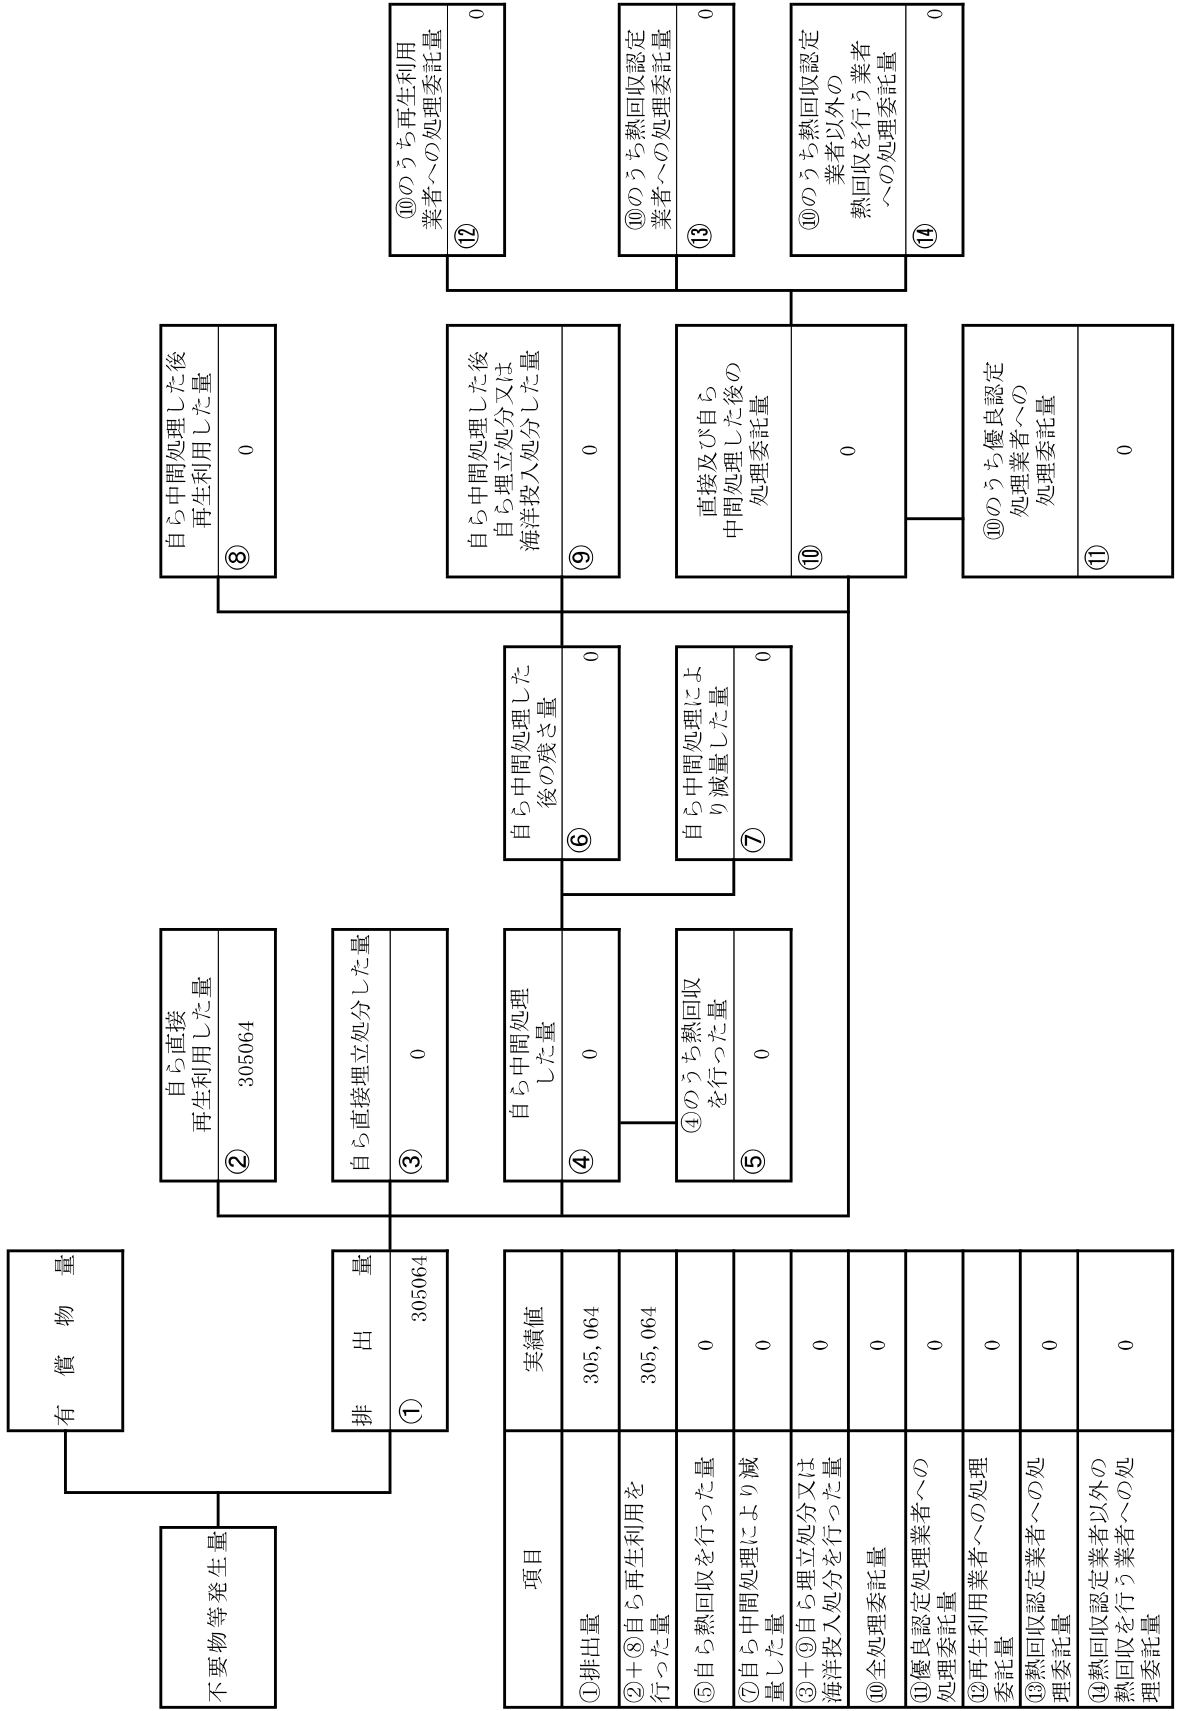 有償物量
不要物等発生量
排出量
①
305064
自ら直接
再生利用した量
②
305064
自ら直接埋立処分した量
③
0
自ら中間処理
した量
④
0
④のうち熱回収
を行った量
⑤
0
自ら中間処理した
後の残さ量
⑥
0
自ら中間処理によ
り減量した量
⑦
0
自ら中間処理した後
再生利用した量
⑧
0
自ら中間処理した後
自ら埋立処分又は
海洋投入処分した量
⑨
0
直接及び自ら
中間処理した後の
処理委託量
⑩
0
⑩のうち優良認定
処理業者への
処理委託量
⑪
0
⑩のうち再生利用
業者への処理委託量
⑫
0
⑩のうち熱回収認定
業者への処理委託量
⑬
0
⑩のうち熱回収認定
業者以外の
熱回収を行う業者
への処理委託量
⑭
0
項目 実績値
①排出量 305,064
②＋⑧自ら再生利用を
行った量 305,064
⑤自ら熱回収を行った量 0
⑦自ら中間処理により減
量した量 0
③＋⑨自ら埋立処分又は
海洋投入処分を行った量 0
⑩全処理委託量 0
⑪優良認定処理業者への
処理委託量 0
⑫再生利用業者への処理
委託量 0
⑬熱回収認定業者への処
理委託量 0
⑭熱回収認定業者以外の
熱回収を行う業者への処
理委託量 0